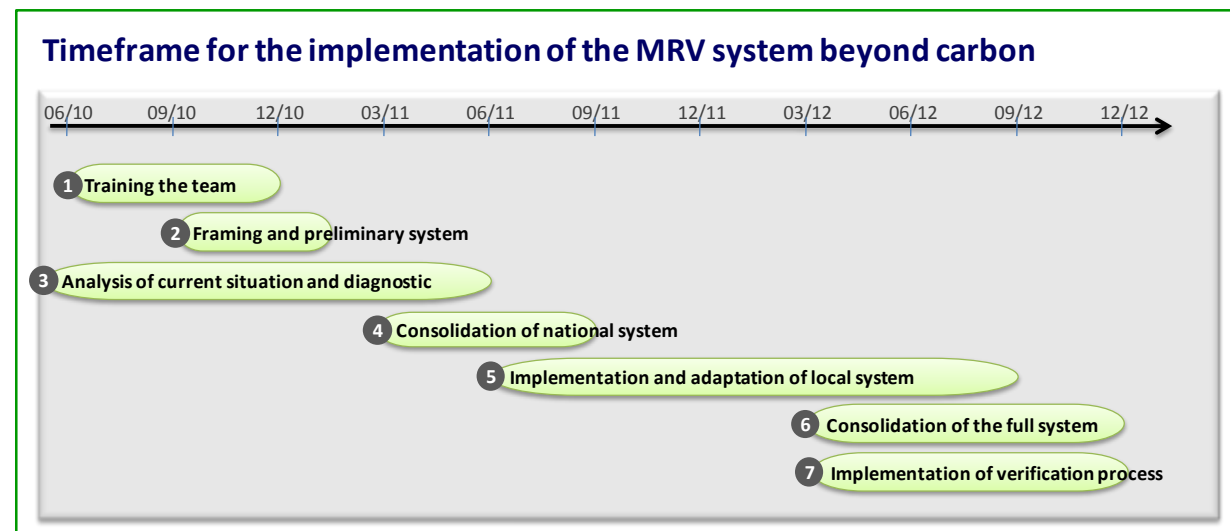 Timeframe for the implementation of the MRV system beyond carbon
06/10 09/10 12/10 03/11 06/11 09/11 12/11 03/12 06/12 09/12 12/12
1 Training the team
2 Framing and preliminary system
3 Analysis of current situation and diagnostic
4 Consolidation of national system
5 Implementation and adaptation of local system
6 Consolidation of the full system
7 Implementation of verification process